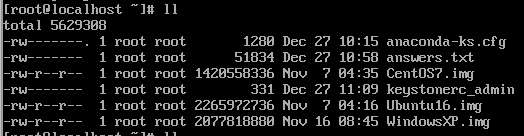 [root@localhost ~]# ll
total 5629308
-rw-------. 1 root root 1280 Dec 27 10:15 anaconda-ks.cfg
-rw------- 1 root root 51834 Dec 27 10:58 answers.txt
-rw-r--r-- 1 root root 1420558336 Nov 7 04:35 CentOS7.img
-rw------- 1 root root 331 Dec 27 11:09 keystonerc_admin
-rw-r--r-- 1 root root 2265972736 Nov 7 04:16 Ubuntu16.img
-rw-r--r-- 1 root root 2077818880 Nov 16 08:45 WindowsXP.img
[root@localhost ~]# ll